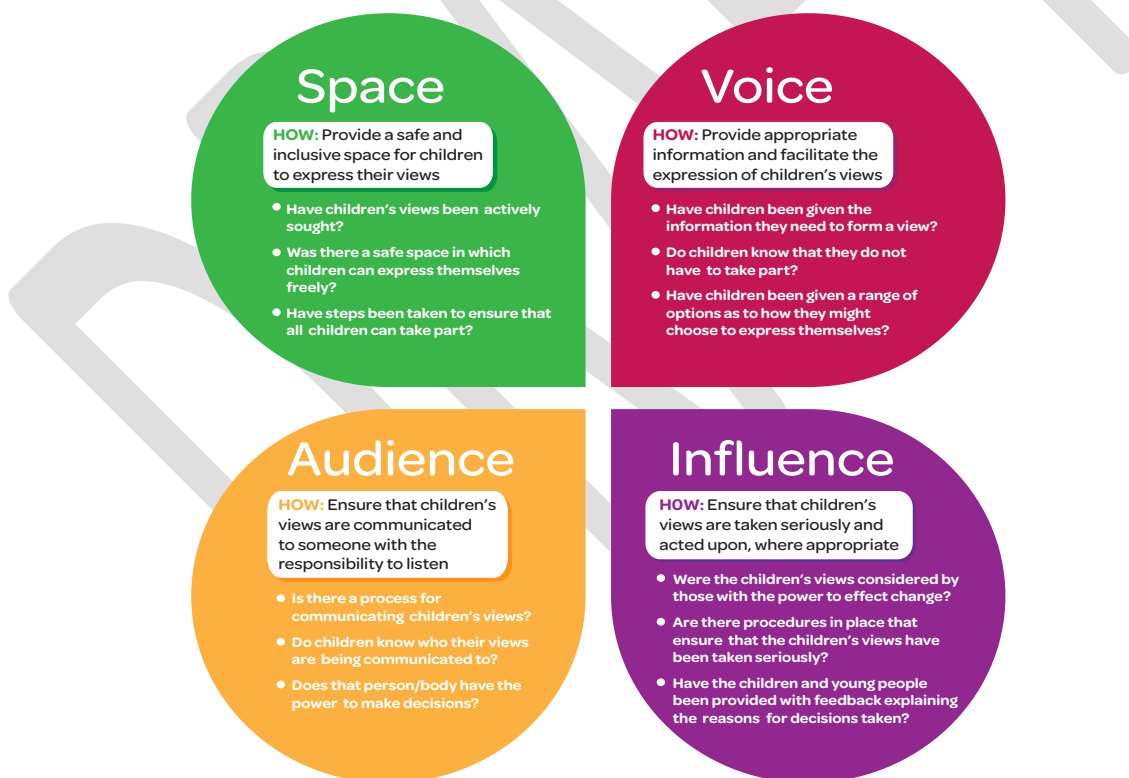 Space
HOW: Provide a safe and
inclusive space for children
to express their views
• Have children's views been actively
sought?
• Was there a safe space in which
children can express themselves
freely?
• Have steps been taken to ensure that
all children can take part?
Voice
HOW: Provide appropriate
information and facilitate the
expression of children's views
• Have children been given the
information they need to form a view?
• Do children know that they do not
have to take part?
• Have children been given a range of
options as to how they might
choose to express themselves?
Audience
HOW: Ensure that children's
views are communicated
to someone with the
responsibility to listen
• Is there a process for
communicating children's views?
• Do children know who their views
are being communicated to?
• Does that person/body have the
power to make decisions?
Influence
HOW: Ensure that children's
views are taken seriously and
acted upon, where appropriate
• Were the children's views considered by
those with the power to effect change?
• Are there procedures in place that
ensure that the children's views have
been taken seriously?
• Have the children and young people
been provided with feedback explaining
the reasons for decisions taken?